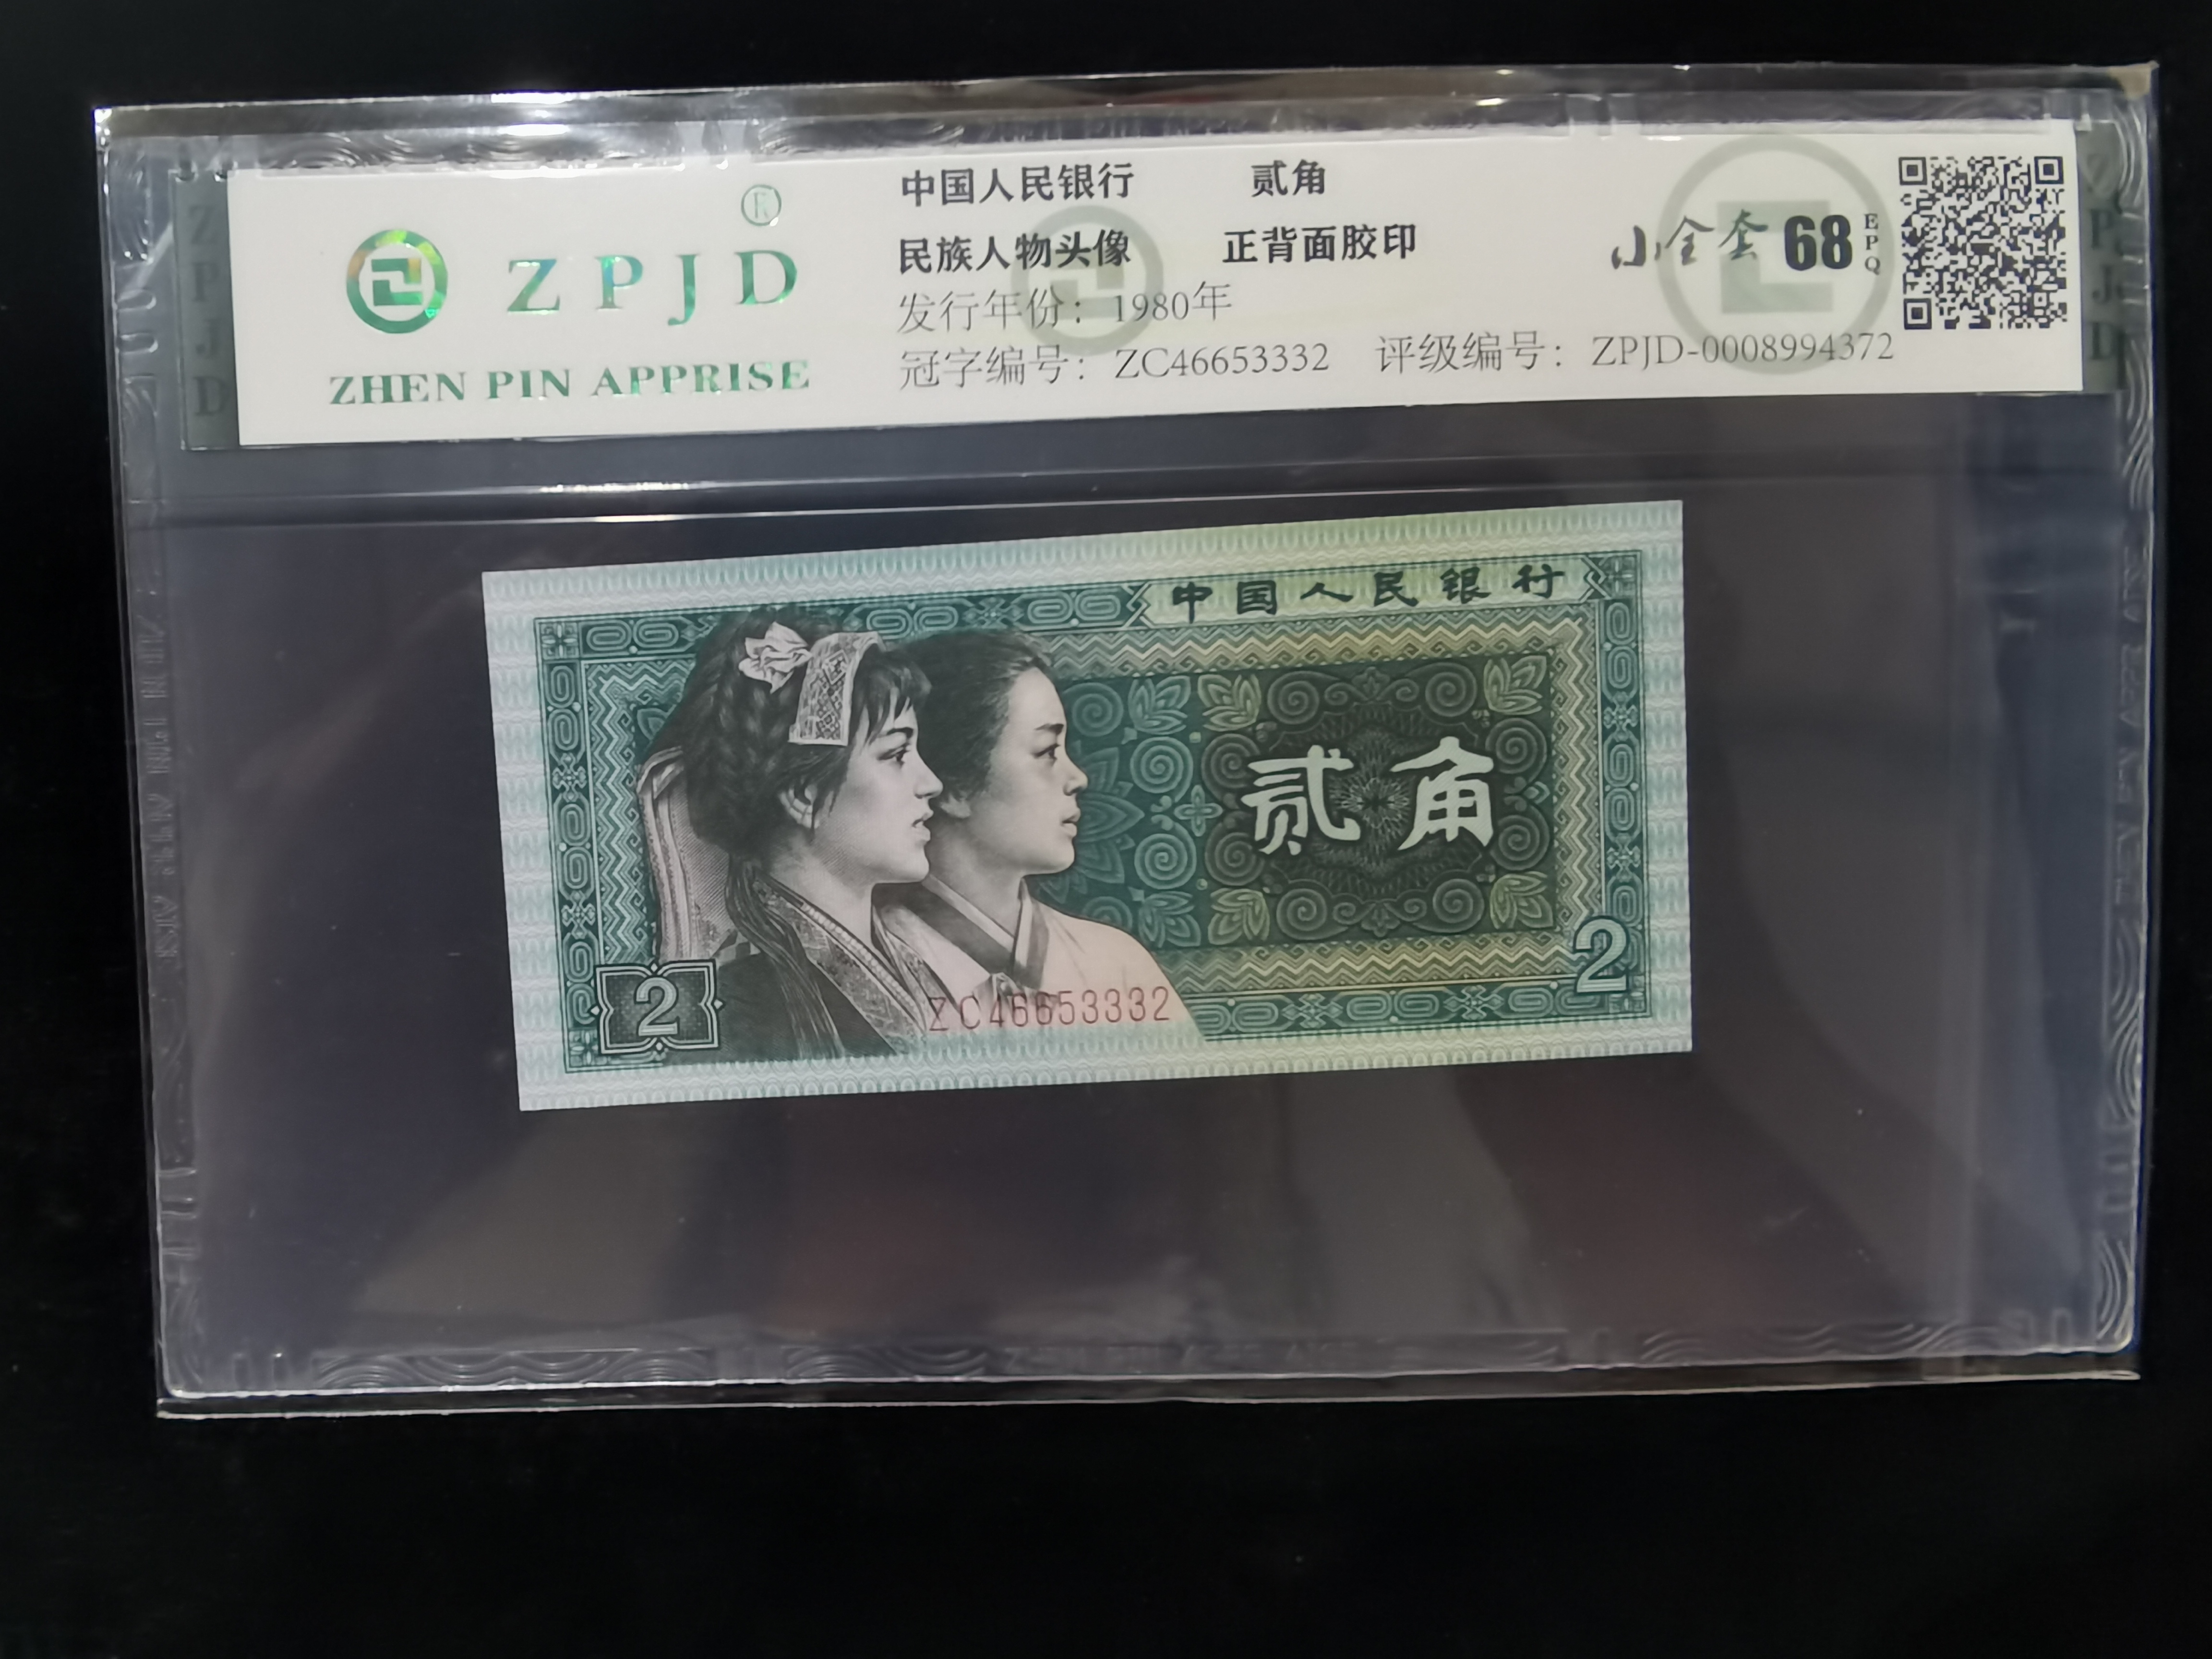 ® ZPJD
ZHEN PIN APPRISE
中国人民银行 贰角
民族人物头像 正背面胶印
发行年份：1980年
冠字编号：ZC46653332 评级编号：ZPJD-0008994372
小全套 68 EPQ
ZPJD
ZPJD
中国人民银行
贰角
2
2
ZC46653332